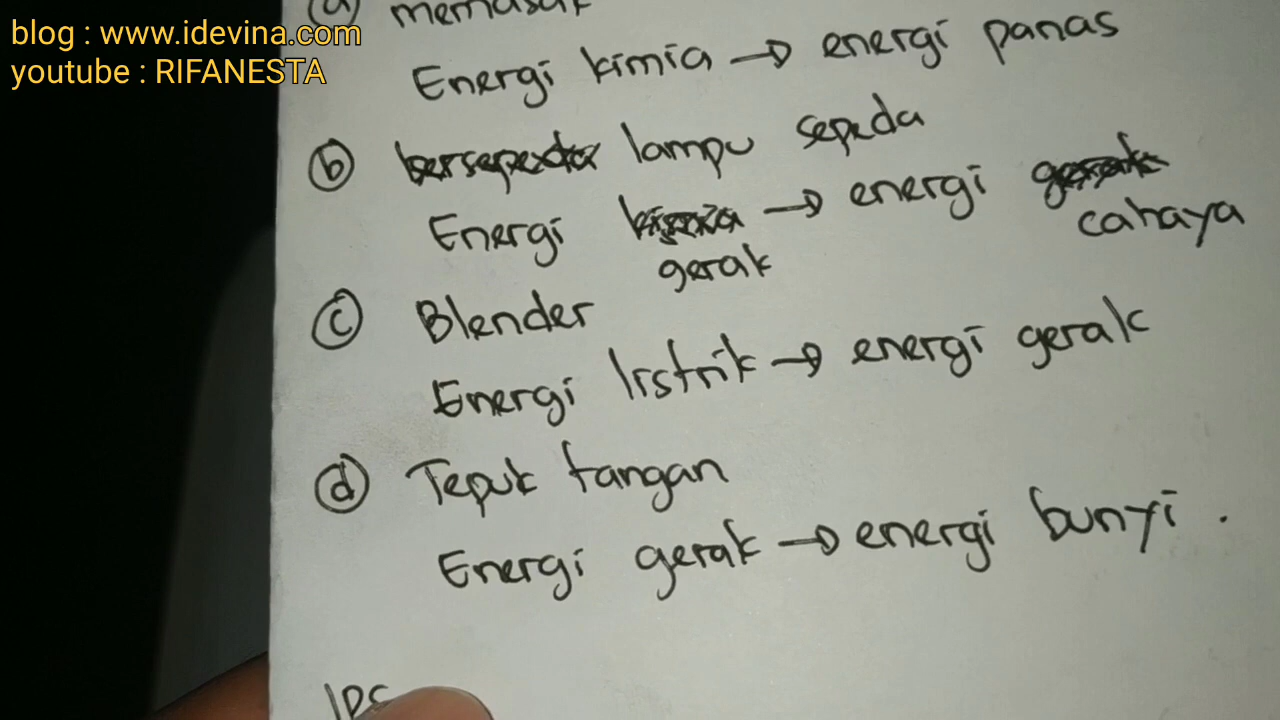 blog : www.idevina.com
youtube : RIFANESTA
(a) memasak
Energi kimia → energi panas
(b) lampu sepeda
Energi gerak → energi cahaya
(c) Blender
Energi listrik → energi gerak
(d) Tepuk tangan
Energi gerak → energi bunyi.